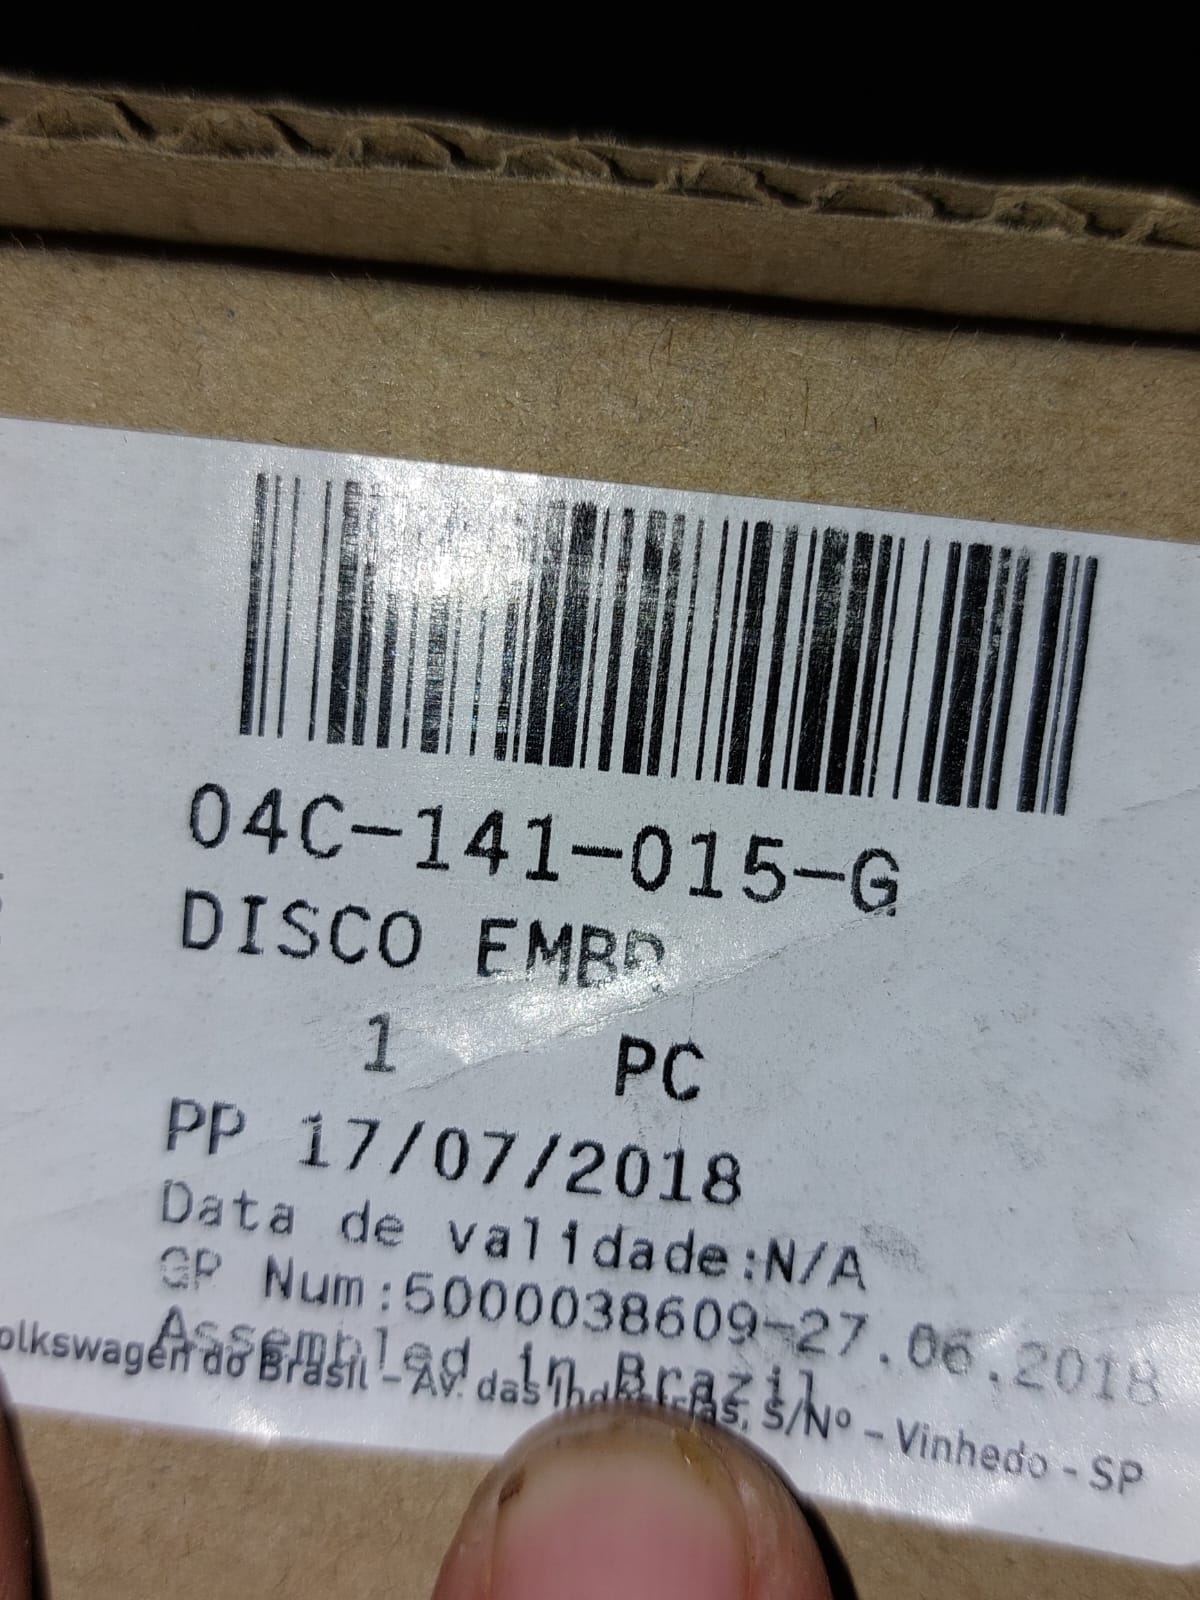 04C-141-015-G
DISCO EMBR
1 PC
PP 17/07/2018
Data de validade:N/A
GP Num:5000038609-27.06.2018
Assembled in Brazil
olkswagen do Brasil - Av. das Indústrias, S/Nº - Vinhedo - SP